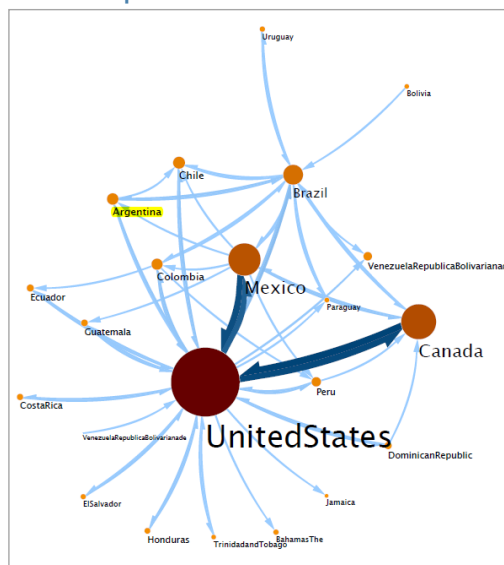 Uruguay
Bolivia
Chile
Brazil
Argentina
Colombia
VenezuelaRepublicaBolivariana
Mexico
Ecuador
Paraguay
Guatemala
Canada
Peru
CostaRica
UnitedStates
VenezuelaRepublicaBolivarianade
DominicanRepublic
ElSalvador
Jamaica
Honduras
TrinidadandTobago
BahamasThe